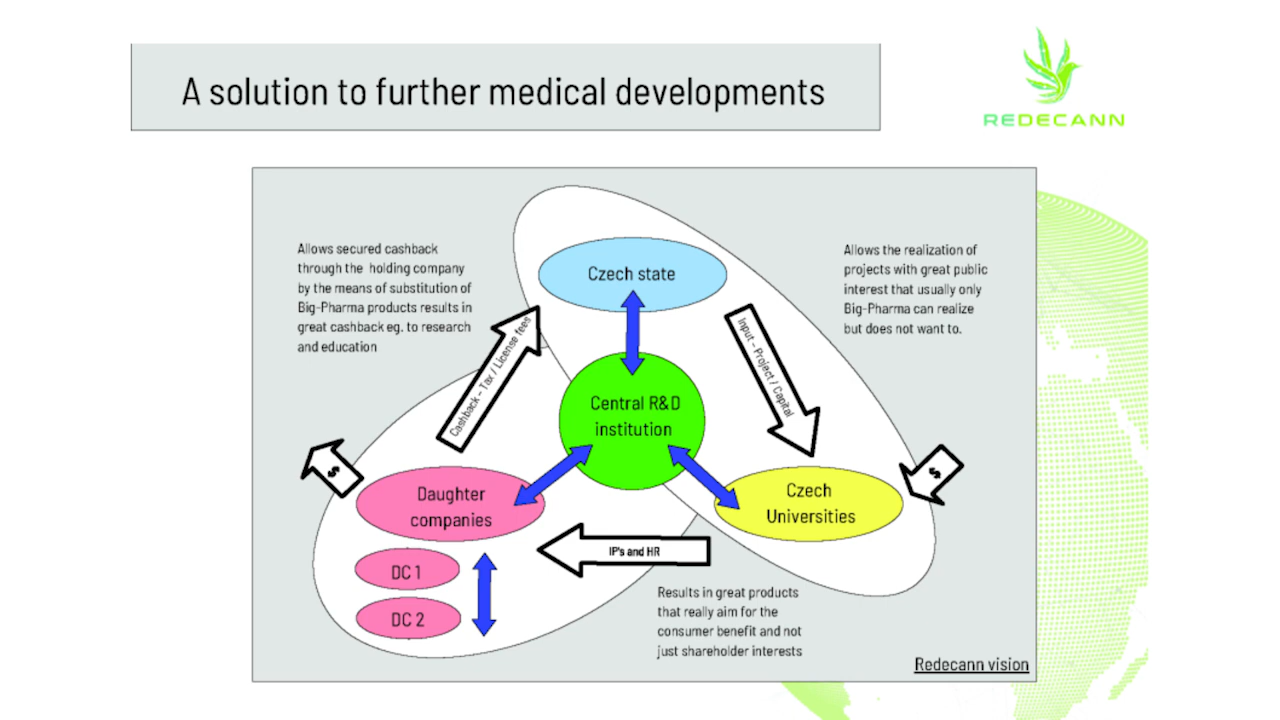 A solution to further medical developments
REDECANN
Allows secured cashback
through the holding company
by the means of substitution of
Big-Pharma products results in
great cashback eg. to research
and education
Czech state
Allows the realization of
projects with great public
interest that usually only
Big-Pharma can realize
but does not want to.
Cashback - Tax / License fees
Input - Project / Capital
Central R&D
institution
$
Daughter
companies
Czech
Universities
$
IP's and HR
DC 1
DC 2
Results in great products
that really aim for the
consumer benefit and not
just shareholder interests
Redecann vision